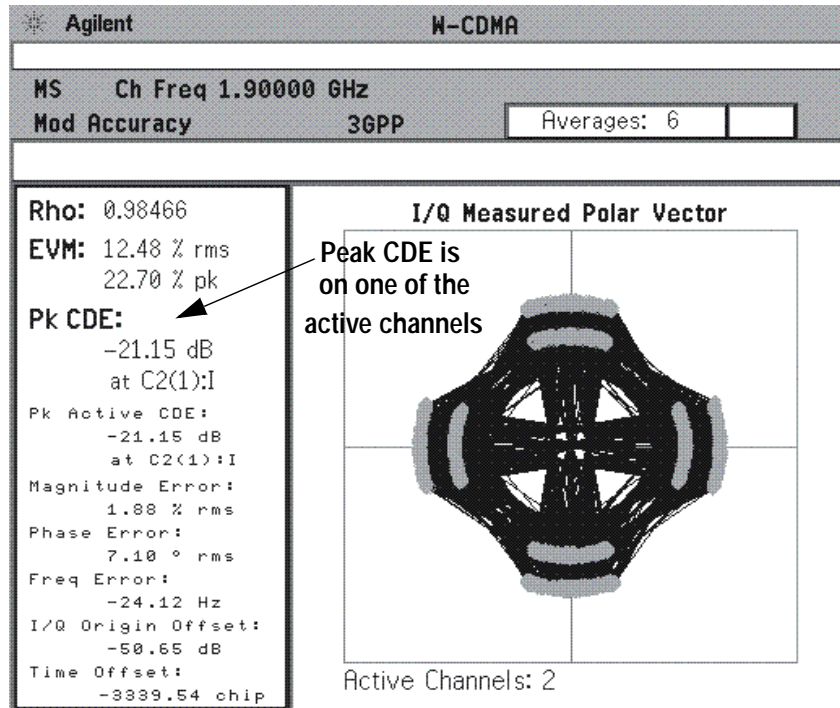 Agilent W-CDMA
MS Ch Freq 1.90000 GHz
Mod Accuracy 3GPP Averages: 6
Rho: 0.98466
EVM: 12.48 % rms
22.70 % pk
Pk CDE:
-21.15 dB
at C2(1):I
Pk Active CDE:
-21.15 dB
at C2(1):I
Magnitude Error:
1.88 % rms
Phase Error:
7.10 ° rms
Freq Error:
-24.12 Hz
I/Q Origin Offset:
-50.65 dB
Time Offset:
-3339.54 chip
I/Q Measured Polar Vector
Peak CDE is
on one of the
active channels
Active Channels: 2